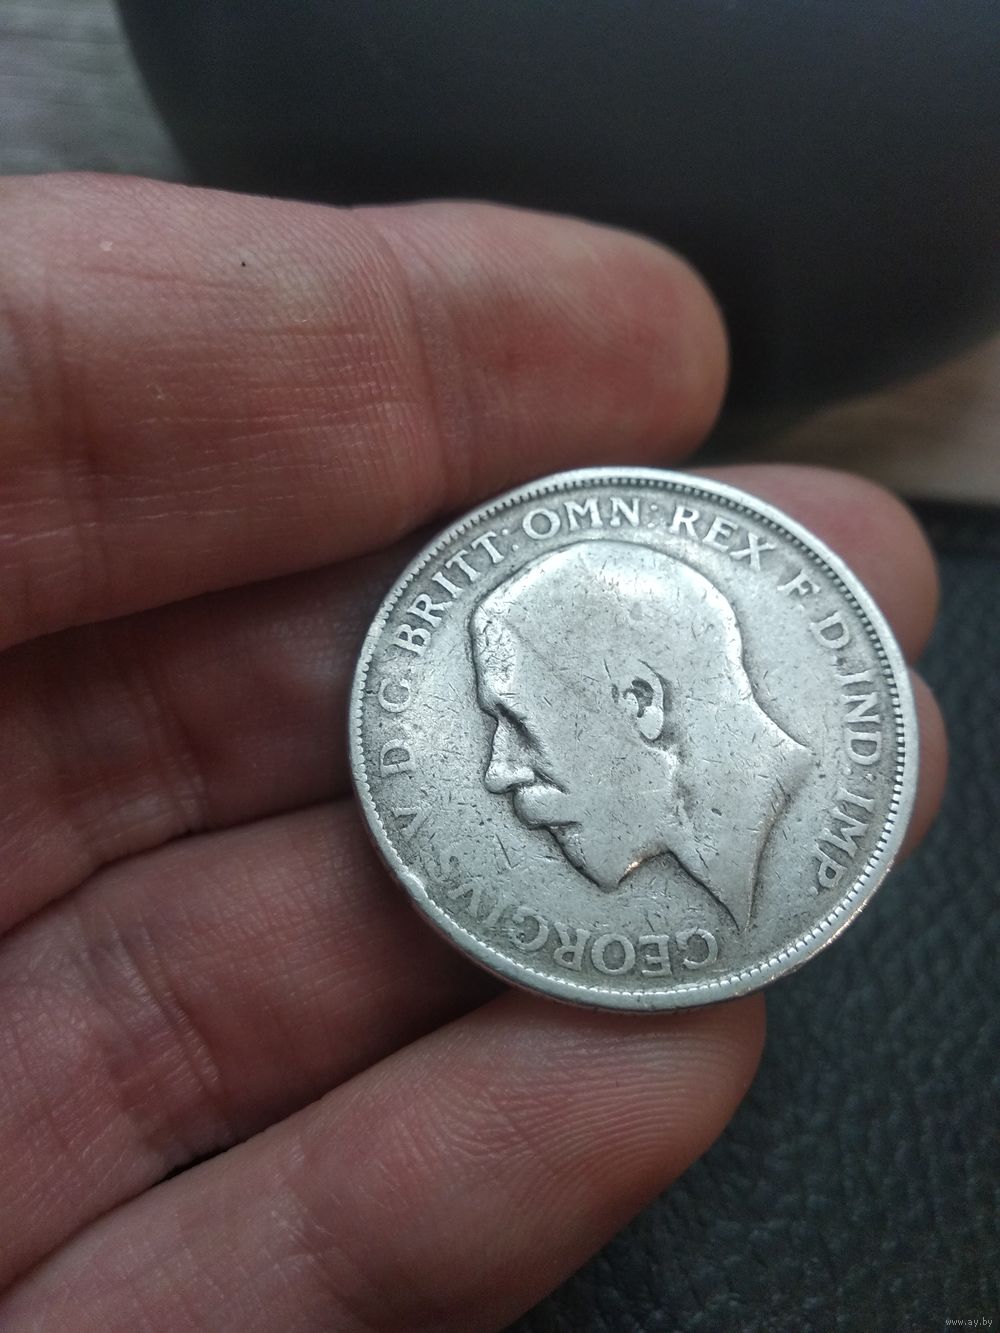 GEORGIVS V D.G.BRITT: OMN: REX F.D.IND:IMP.
www.ay.by